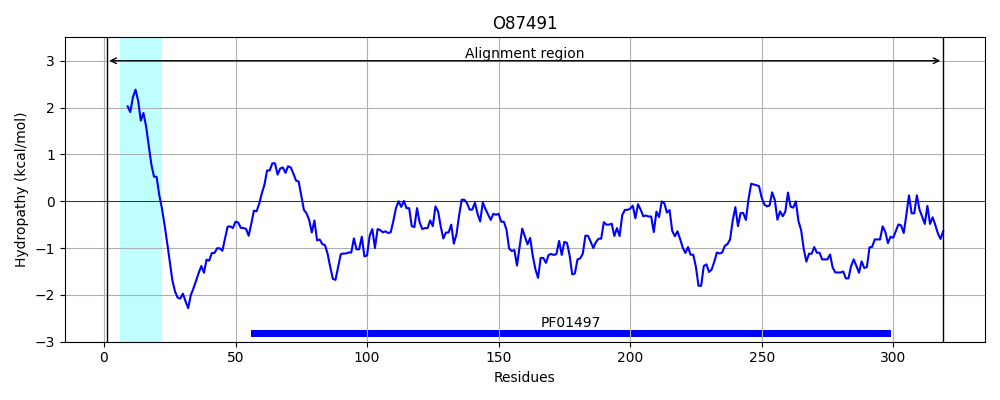 O87491
Alignment region
3
2
1
0
−1
−2
−3
Hydropathy (kcal/mol)
PF01497
0 50 100 150 200 250 300
Residues